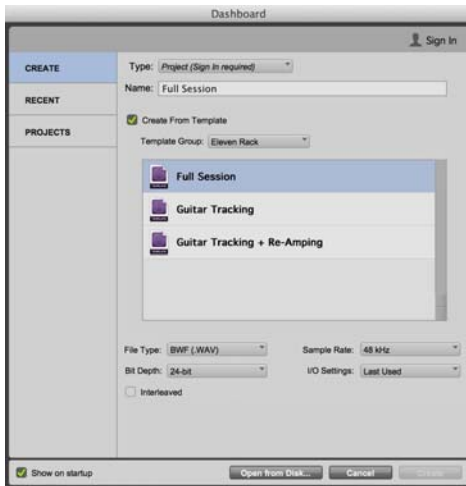 Dashboard
Sign In
CREATE
RECENT
PROJECTS
Type: Project (Sign In required)
Name: Full Session
Create From Template
Template Group: Eleven Rack
Full Session
Guitar Tracking
Guitar Tracking + Re-Amping
File Type: BWF (.WAV)
Sample Rate: 48 kHz
Bit Depth: 24-bit
I/O Settings: Last Used
Interleaved
Show on startup
Open from Disk...
Cancel
Create